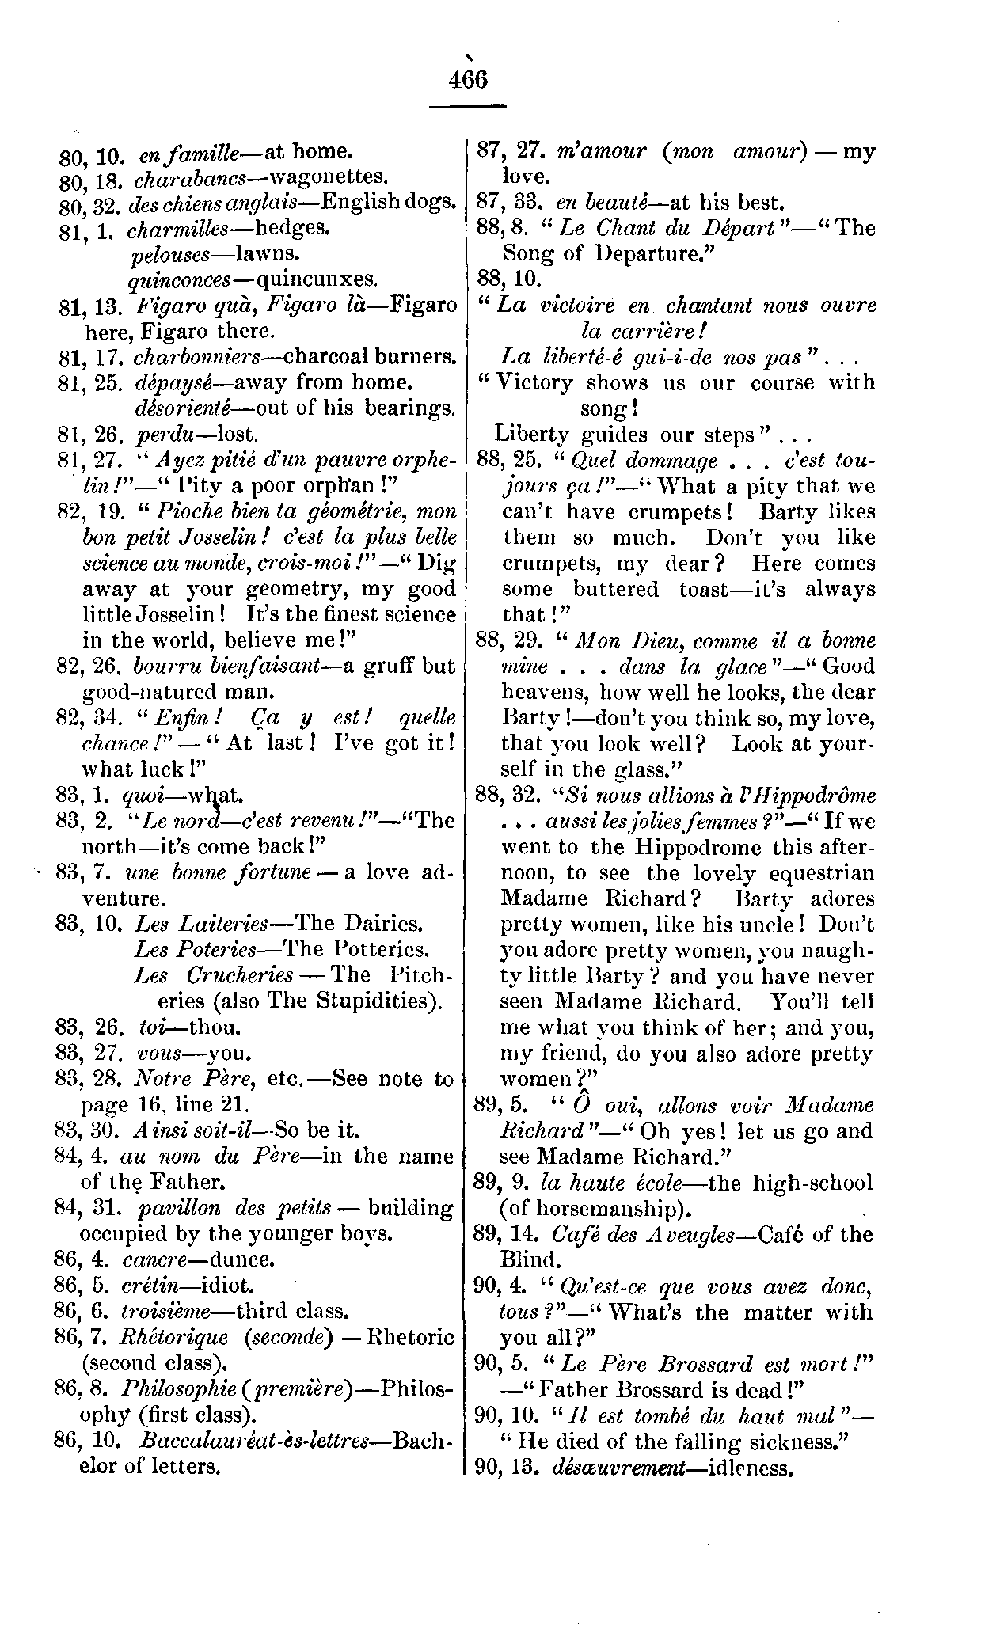 466
80, 10. en famille—at home.
80, 18. charabancs—wagonettes.
80, 32. des chiens anglais—English dogs.
81, 1. charmilles—hedges.
pelouses—lawns.
quinconces—quincunxes.
81, 13. Figaro quà, Figaro là—Figaro
here, Figaro there.
81, 17. charbonniers—charcoal burners.
81, 25. dépaysé—away from home.
désorienté—out of his bearings.
81, 26. perdu—lost.
81, 27. “Ayez pitié d'un pauvre orphe-
lin!”—“Pity a poor orphan!”
82, 19. “Pioche bien ta géométrie, mon
bon petit Josselin! c'est la plus belle
science au monde, crois-moi!”—“Dig
away at your geometry, my good
little Josselin! It's the finest science
in the world, believe me!”
82, 26. bourru bienfaisant—a gruff but
good-natured man.
82, 34. “Enfin! Ça y est! quelle
chance!”—“At last! I've got it!
what luck!”
83, 1. quoi—what.
83, 2. “Le nord—c'est revenu!”—“The
north—it's come back!”
83, 7. une bonne fortune—a love ad-
venture.
83, 10. Les Laiteries—The Dairies.
Les Poteries—The Potteries.
Les Crucheries—The Pitch-
eries (also The Stupidities).
83, 26. toi—thou.
83, 27. vous—you.
83, 28. Notre Père, etc.—See note to
page 16, line 21.
83, 30. Ainsi soit-il—So be it.
84, 4. au nom du Père—in the name
of the Father.
84, 31. pavillon des petits—building
occupied by the younger boys.
86, 4. cancre—dunce.
86, 5. crétin—idiot.
86, 6. troisième—third class.
86, 7. Rhétorique (seconde)—Rhetoric
(second class).
86, 8. Philosophie (première)—Philos-
ophy (first class).
86, 10. Baccalauréat-ès-lettres—Bach-
elor of letters.
87, 27. m'amour (mon amour)—my
love.
87, 33. en beauté—at his best.
88, 8. “Le Chant du Départ”—“The
Song of Departure.”
88, 10.
“La victoire en chantant nous ouvre
la carrière!
La liberté-é gui-i-de nos pas” . . .
“Victory shows us our course with
song!
Liberty guides our steps” . . .
88, 25. “Quel dommage . . . c'est tou-
jours ça!”—“What a pity that we
can't have crumpets! Barty likes
them so much. Don't you like
crumpets, my dear? Here comes
some buttered toast—it's always
that!”
88, 29. “Mon Dieu, comme il a bonne
mine . . . dans la glace”—“Good
heavens, how well he looks, the dear
Barty!—don't you think so, my love,
that you look well? Look at your-
self in the glass.”
88, 32. “Si nous allions à l'Hippodrôme
. . . aussi les jolies femmes?”—“If we
went to the Hippodrome this after-
noon, to see the lovely equestrian
Madame Richard? Barty adores
pretty women, like his uncle! Don't
you adore pretty women, you naugh-
ty little Barty? and you have never
seen Madame Richard. You'll tell
me what you think of her; and you,
my friend, do you also adore pretty
women?”
89, 5. “Ô oui, allons voir Madame
Richard”—“Oh yes! let us go and
see Madame Richard.”
89, 9. la haute école—the high-school
(of horsemanship).
89, 14. Café des Aveugles—Café of the
Blind.
90, 4. “Qu'est-ce que vous avez donc,
tous?”—“What's the matter with
you all?”
90, 5. “Le Père Brossard est mort!”
—“Father Brossard is dead!”
90, 10. “Il est tombé du haut mal”—
“He died of the falling sickness.”
90, 13. désœuvrement—idleness.